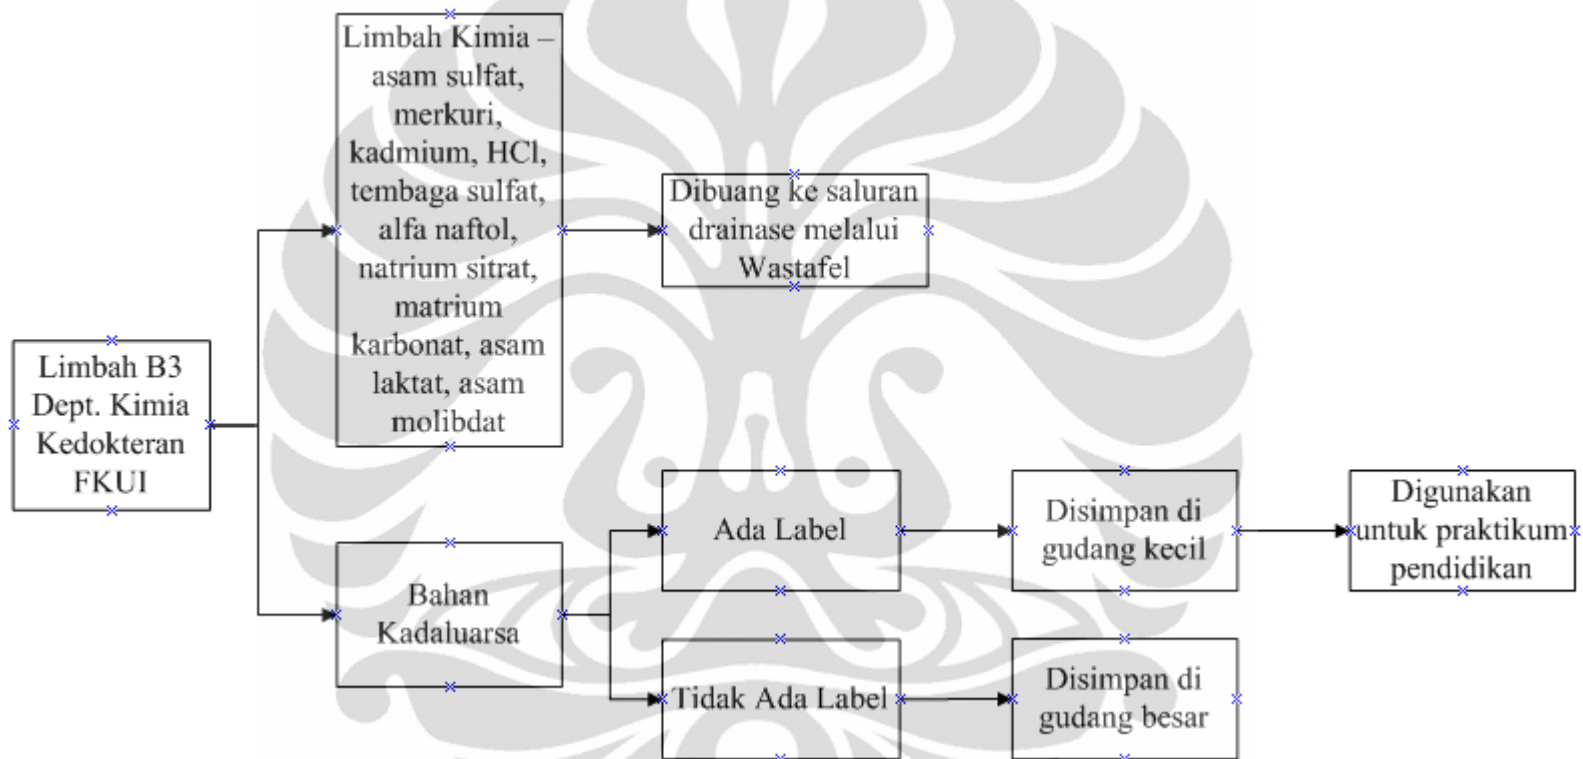 Limbah B3
Dept. Kimia
Kedokteran
FKUI
Limbah Kimia –
asam sulfat,
merkuri,
kadmium, HCl,
tembaga sulfat,
alfa naftol,
natrium sitrat,
matrium
karbonat, asam
laktat, asam
molibdat
Dibuang ke saluran
drainase melalui
Wastafel
Bahan
Kadaluarsa
Ada Label
Disimpan di
gudang kecil
Digunakan
untuk praktikum
pendidikan
Tidak Ada Label
Disimpan di
gudang besar